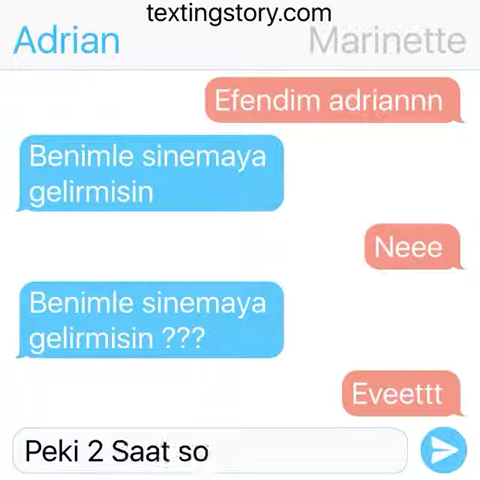 textingstory.com
Adrian Marinette
Efendim adriannn
Benimle sinemaya
gelirmisin
Neee
Benimle sinemaya
gelirmisin ???
Eveettt
Peki 2 Saat so